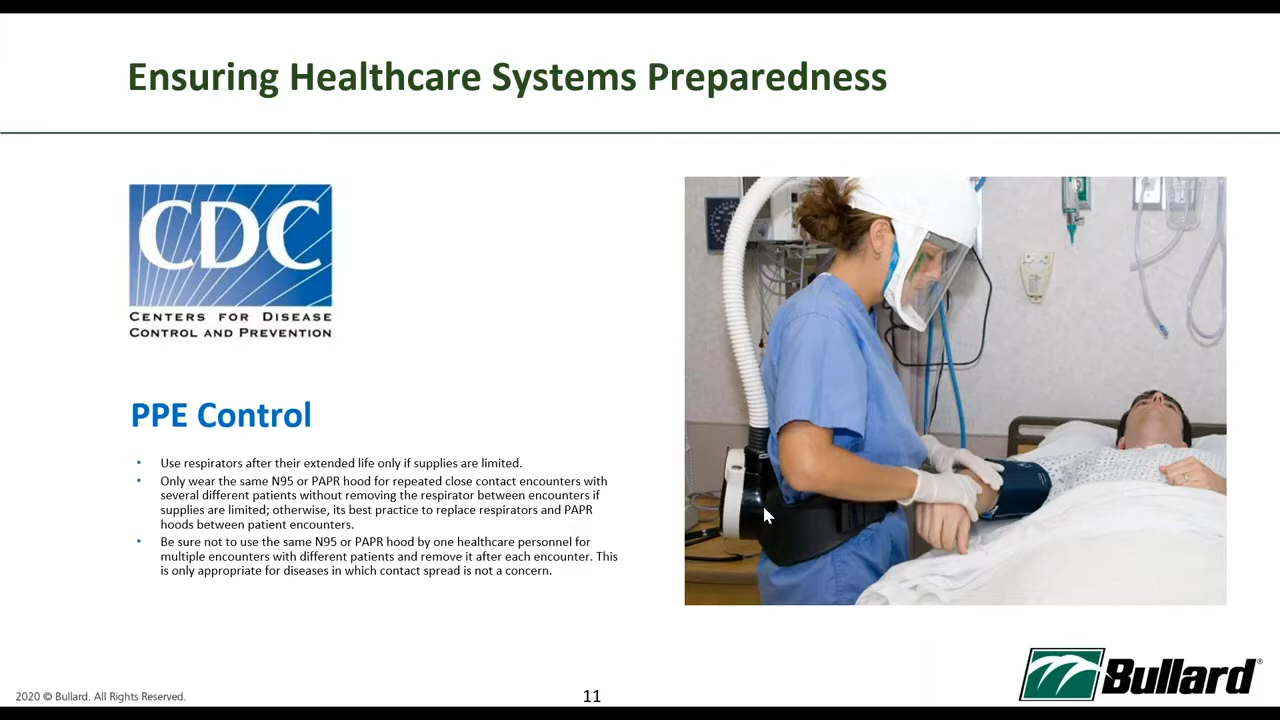 Ensuring Healthcare Systems Preparedness
CDC
CENTERS FOR DISEASE
CONTROL AND PREVENTION
PPE Control
• Use respirators after their extended life only if supplies are limited.
• Only wear the same N95 or PAPR hood for repeated close contact encounters with
several different patients without removing the respirator between encounters if
supplies are limited; otherwise, its best practice to replace respirators and PAPR
hoods between patient encounters.
• Be sure not to use the same N95 or PAPR hood by one healthcare personnel for
multiple encounters with different patients and remove it after each encounter. This
is only appropriate for diseases in which contact spread is not a concern.
2020 © Bullard. All Rights Reserved.
11
Bullard®